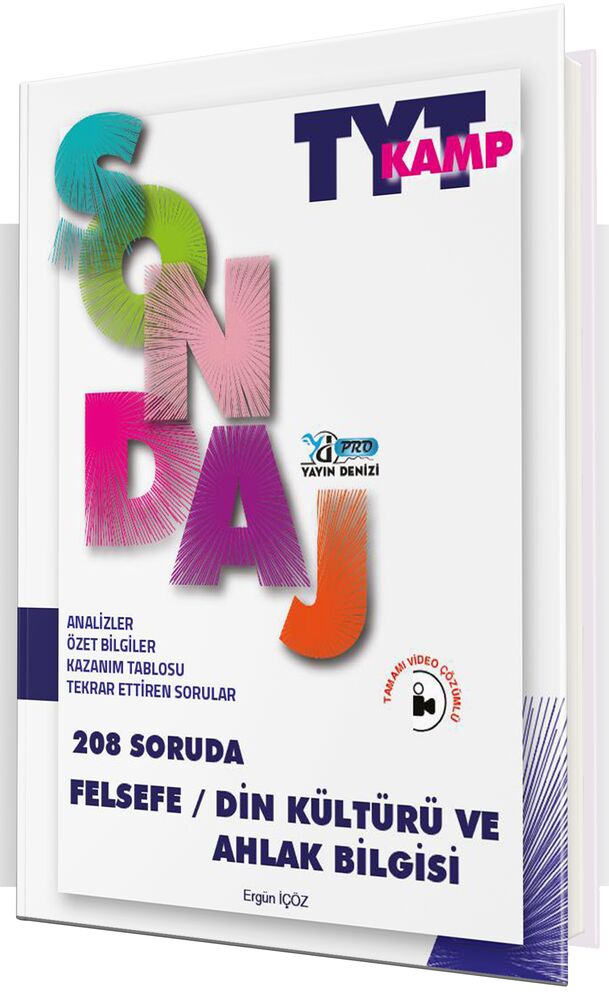 TYT
KAMP
SONDAJ
yd PRO
YAYIN DENİZİ
ANALİZLER
ÖZET BİLGİLER
KAZANIM TABLOSU
TEKRAR ETTİREN SORULAR
TAMAMI VİDEO ÇÖZÜMLÜ
208 SORUDA
FELSEFE / DİN KÜLTÜRÜ VE
AHLAK BİLGİSİ
Ergün İÇÖZ